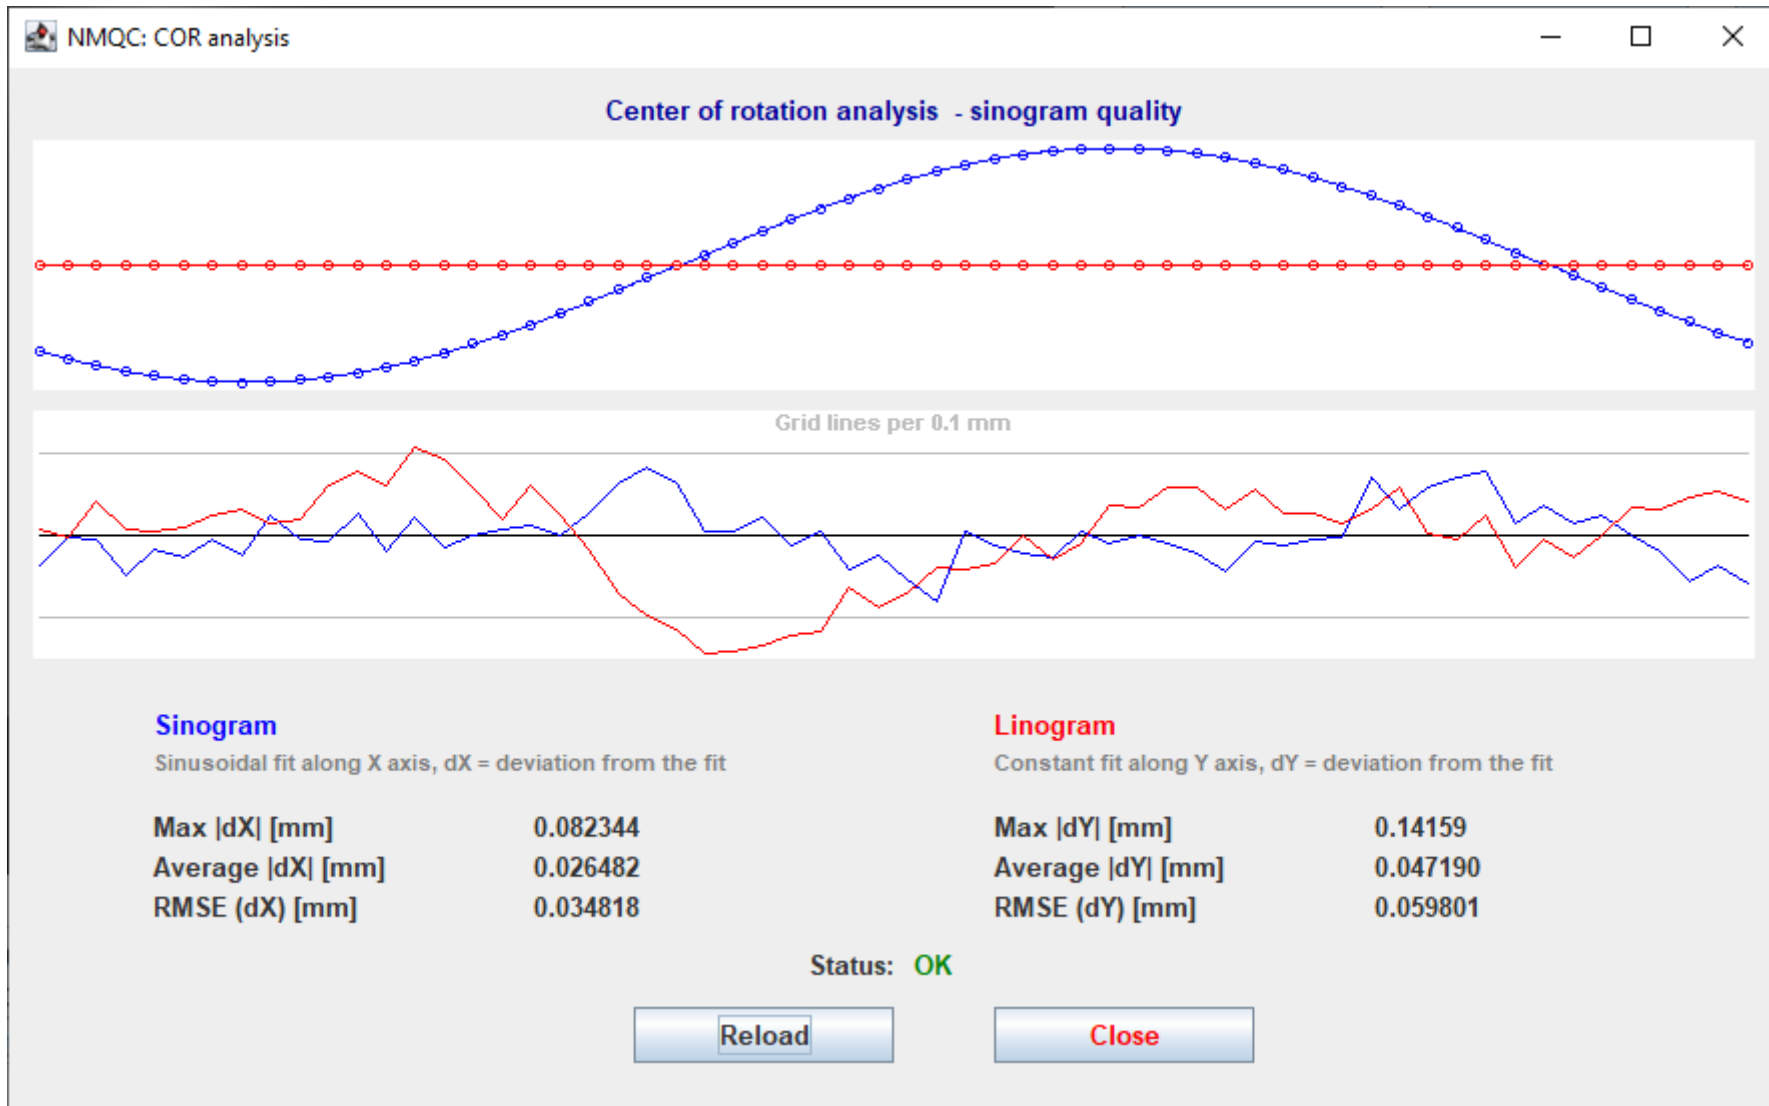 NMQC: COR analysis
Center of rotation analysis - sinogram quality
Grid lines per 0.1 mm
Sinogram Linogram
Sinusoidal fit along X axis, dX = deviation from the fit Constant fit along Y axis, dY = deviation from the fit
Max |dX| [mm] 0.082344 Max |dY| [mm] 0.14159
Average |dX| [mm] 0.026482 Average |dY| [mm] 0.047190
RMSE (dX) [mm] 0.034818 RMSE (dY) [mm] 0.059801
Status: OK
Reload Close